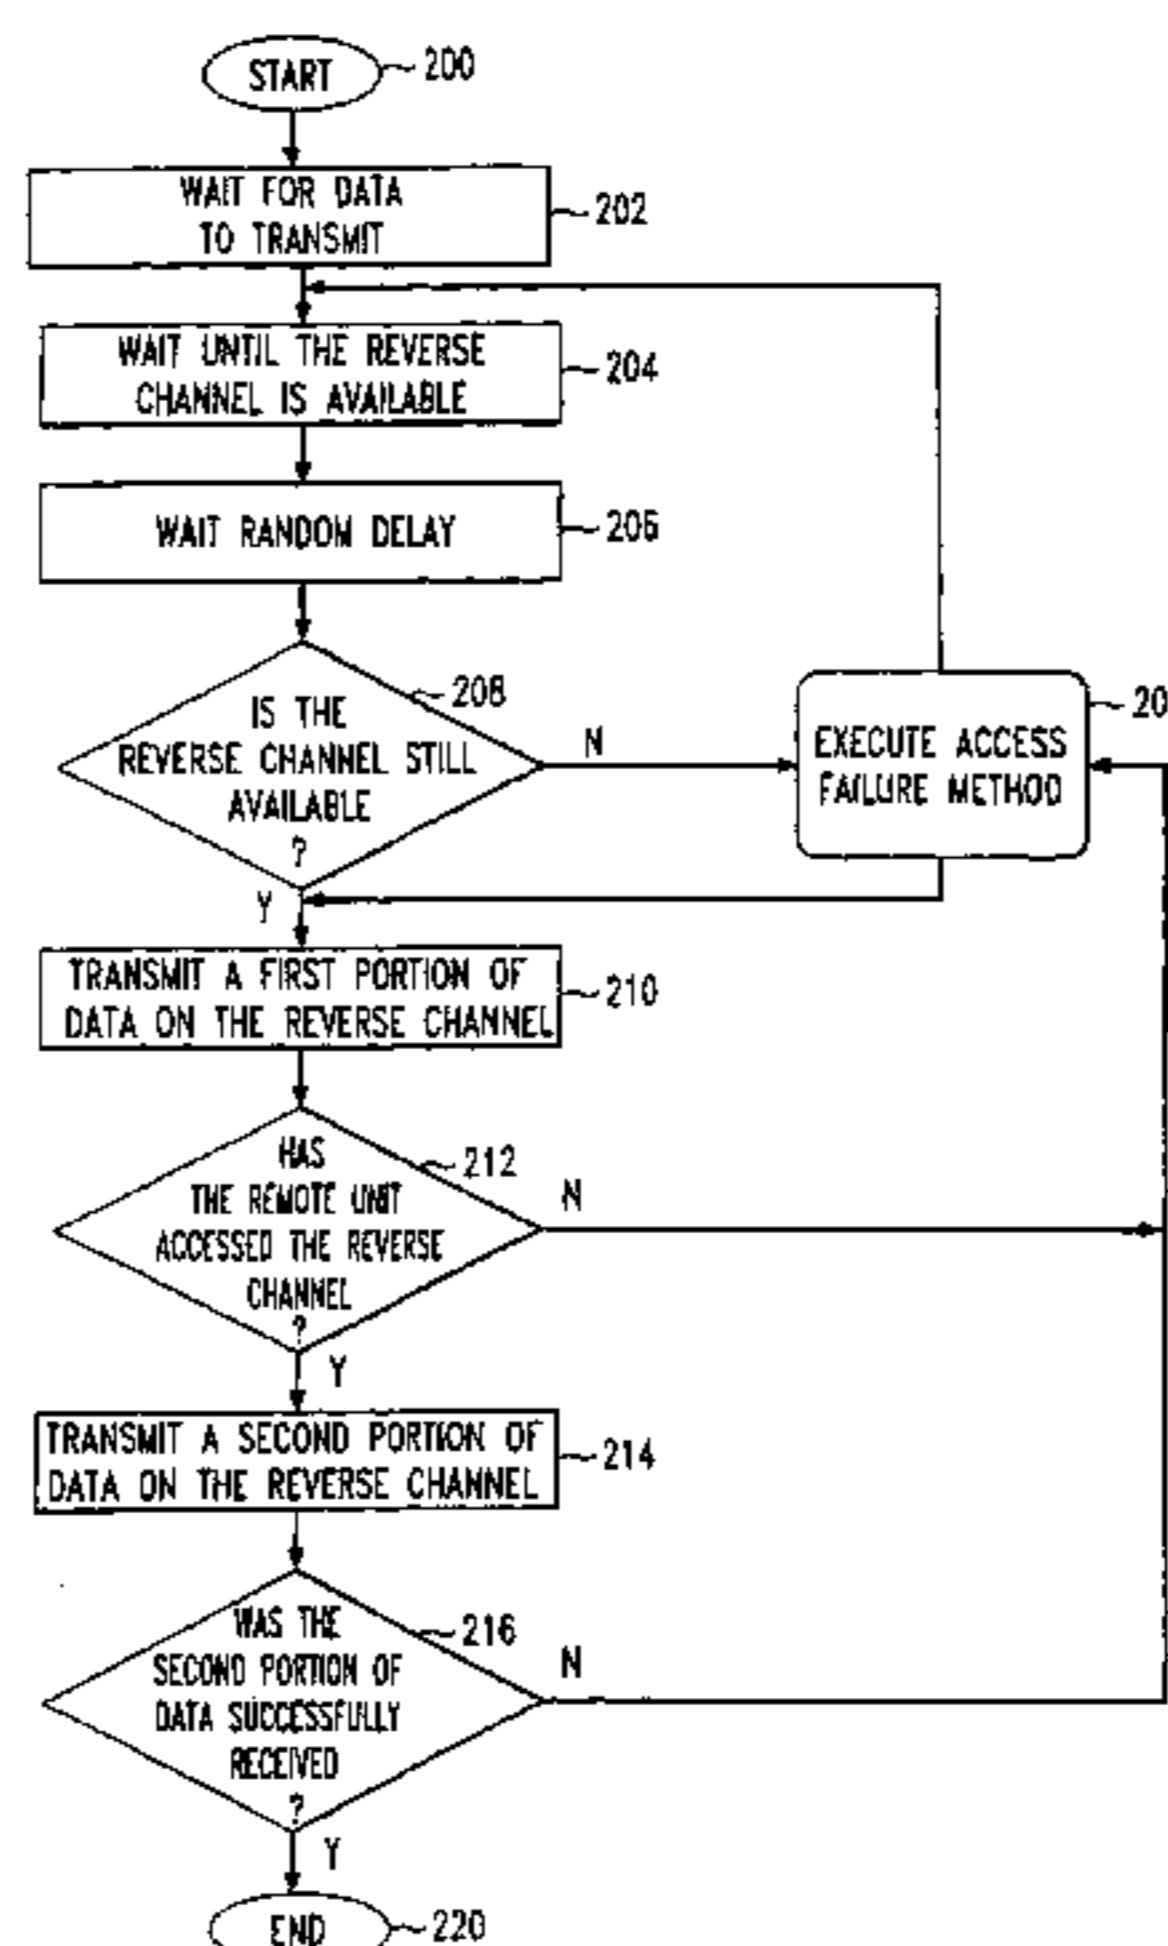 START
200
WAIT FOR DATA
TO TRANSMIT
202
WAIT UNTIL THE REVERSE
CHANNEL IS AVAILABLE
204
WAIT RANDOM DELAY
206
IS THE
REVERSE CHANNEL STILL
AVAILABLE
?
208
N
EXECUTE ACCESS
FAILURE METHOD
20
Y
TRANSMIT A FIRST PORTION OF
DATA ON THE REVERSE CHANNEL
210
HAS
THE REMOTE UNIT
ACCESSED THE REVERSE
CHANNEL
?
212
N
Y
TRANSMIT A SECOND PORTION OF
DATA ON THE REVERSE CHANNEL
214
WAS THE
SECOND PORTION OF
DATA SUCCESSFULLY
RECEIVED
?
216
N
Y
END
220